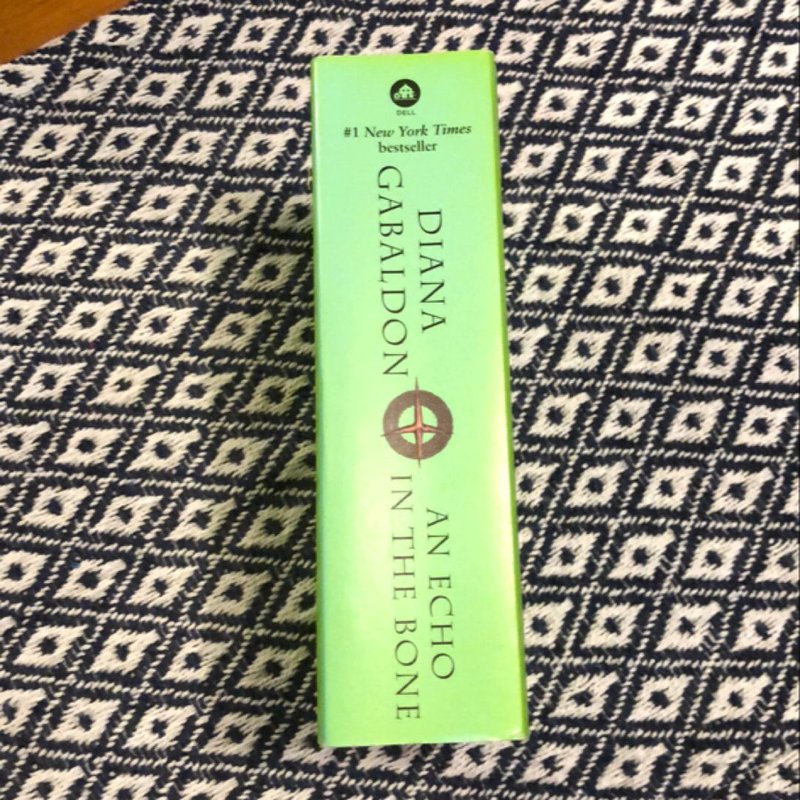 DELL
#1 New York Times
bestseller
DIANA
GABALDON
AN ECHO
IN THE BONE